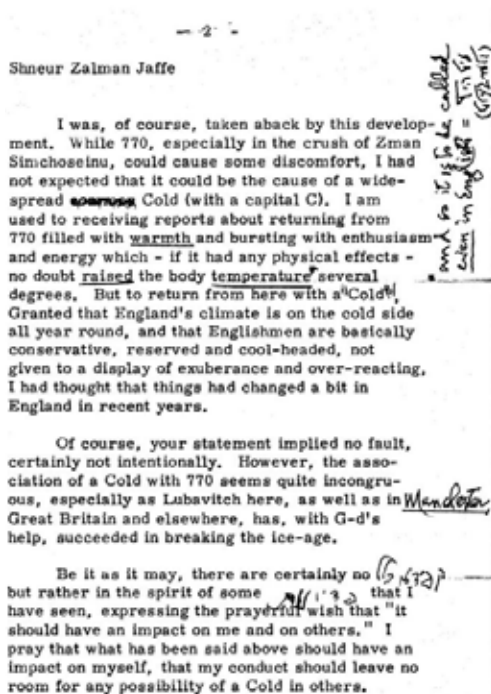 - 2 -
Shneur Zalman Jaffe
and so it is to be called
even in English =
I was, of course, taken aback by this develop-
ment. While 770, especially in the crush of Zman
Simchoseinu, could cause some discomfort, I had
not expected that it could be the cause of a wide-
spread Cold (with a capital C). I am
used to receiving reports about returning from
770 filled with warmth and bursting with enthusiasm
and energy which - if it had any physical effects -
no doubt raised the body temperature several
degrees. But to return from here with a "Cold"!
Granted that England's climate is on the cold side
all year round, and that Englishmen are basically
conservative, reserved and cool-headed, not
given to a display of exuberance and over-reacting,
I had thought that things had changed a bit in
England in recent years.
Of course, your statement implied no fault,
certainly not intentionally. However, the asso-
ciation of a Cold with 770 seems quite incongru-
ous, especially as Lubavitch here, as well as in Manchester
Great Britain and elsewhere, has, with G-d's
help, succeeded in breaking the ice-age.
Be it as it may, there are certainly no
but rather in the spirit of some that I
have seen, expressing the prayerful wish that "it
should have an impact on me and on others." I
pray that what has been said above should have an
impact on myself, that my conduct should leave no
room for any possibility of a Cold in others.